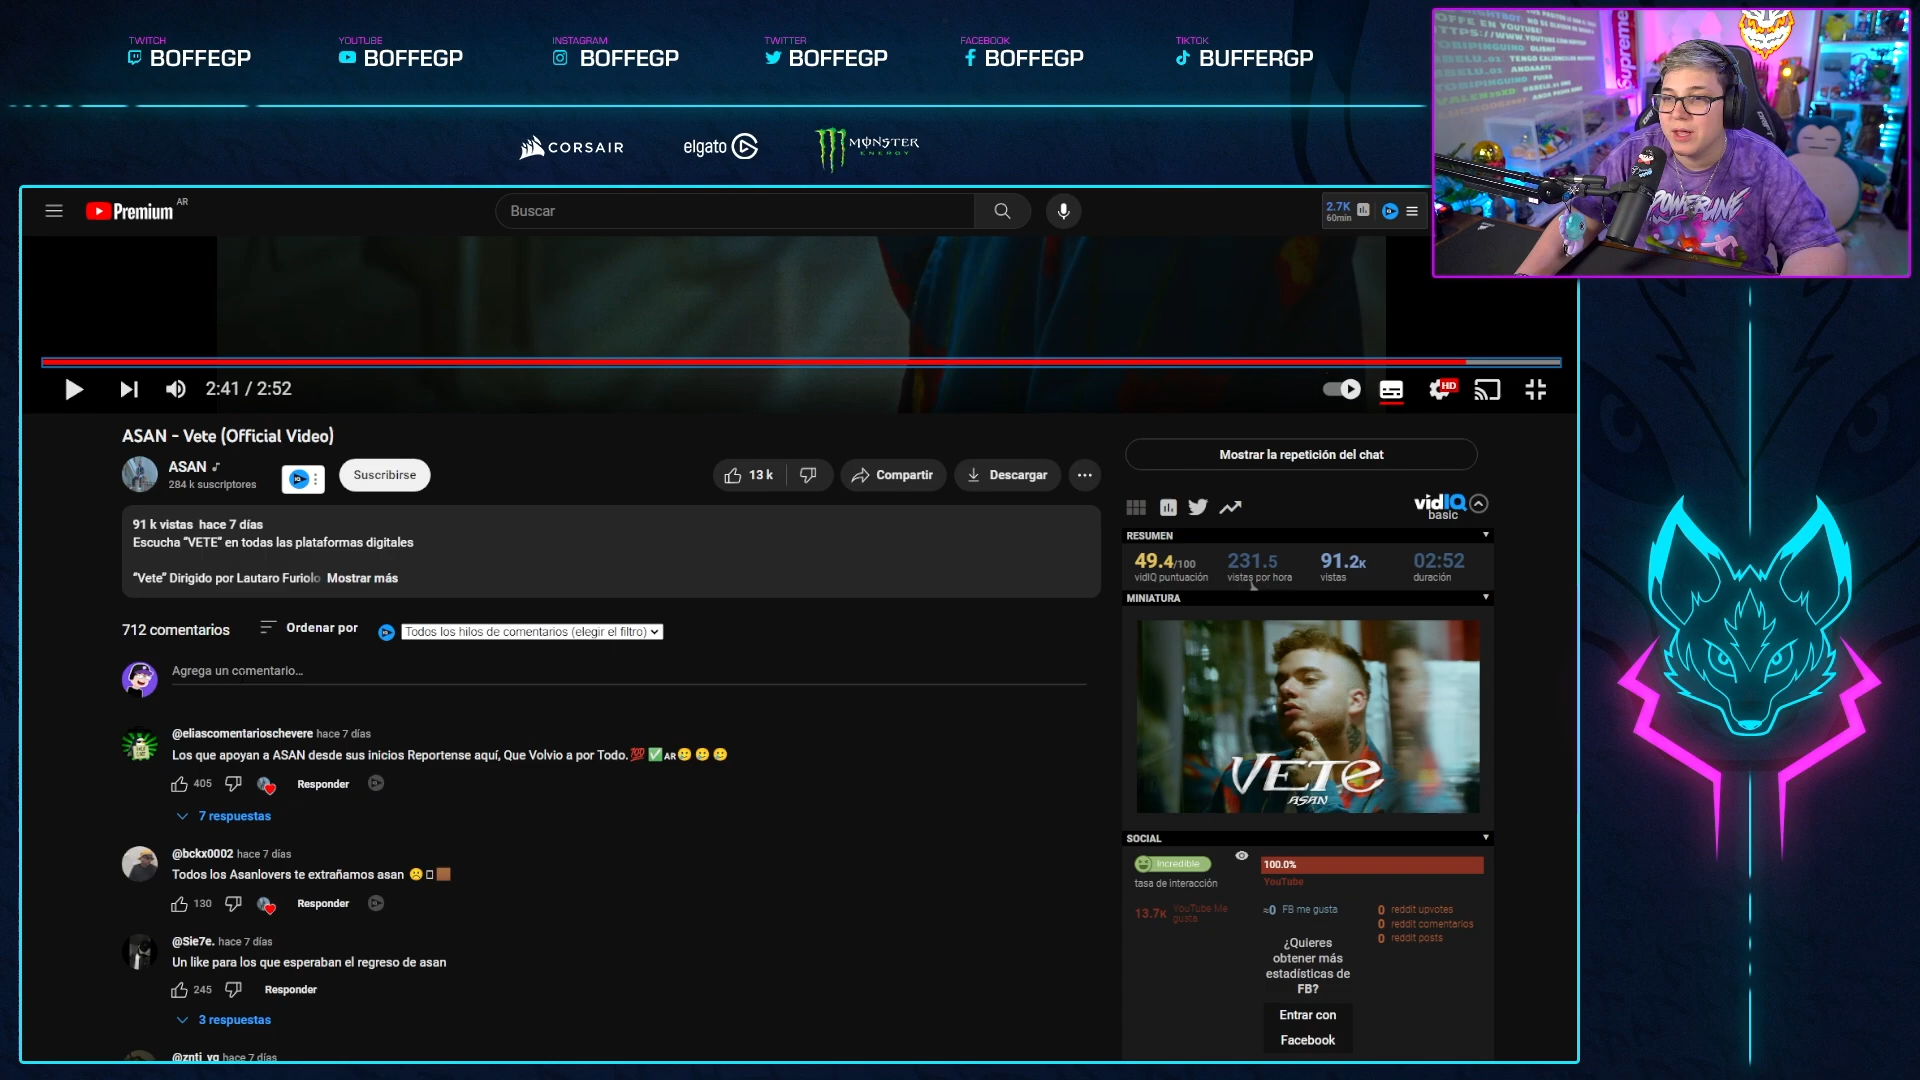 TWITCH
BOFFEGP
YOUTUBE
BOFFEGP
INSTAGRAM
BOFFEGP
TWITTER
BOFFEGP
FACEBOOK
BOFFEGP
TIKTOK
BUFFERGP
CORSAIR
elgato
MONSTER
ENERGY
Supreme
POWERLINE
Premium AR
Buscar
2.7K
60min
2:41 / 2:52
HD
ASAN - Vete (Official Video)
ASAN
284 k suscriptores
Suscribirse
13 k
Compartir
Descargar
91 k vistas hace 7 días
Escucha “VETE” en todas las plataformas digitales
“Vete” Dirigido por Lautaro Furiolo Mostrar más
712 comentarios
Ordenar por
Todos los hilos de comentarios (elegir el filtro)
Agrega un comentario...
@eliascomentarioschevere hace 7 días
Los que apoyan a ASAN desde sus inicios Reportense aquí, Que Volvio a por Todo.💯 ✅ AR🥲 🥲 🥲
405
Responder
7 respuestas
@bckx0002 hace 7 días
Todos los Asanlovers te extrañamos asan
130
Responder
@Sie7e. hace 7 días
Un like para los que esperaban el regreso de asan
245
Responder
3 respuestas
@znti_vg hace 7 días
Mostrar la repetición del chat
vidIQ
basic
RESUMEN
49.4/100
vidIQ puntuación
231.5
vistas por hora
91.2K
vistas
02:52
duración
MINIATURA
VETE
ASAN
SOCIAL
Incredible
tasa de interacción
100.0%
YouTube
13.7K YouTube Me gusta
≈0 FB me gusta
0 reddit upvotes
0 reddit comentarios
0 reddit posts
¿Quieres
obtener más
estadísticas de
FB?
Entrar con
Facebook